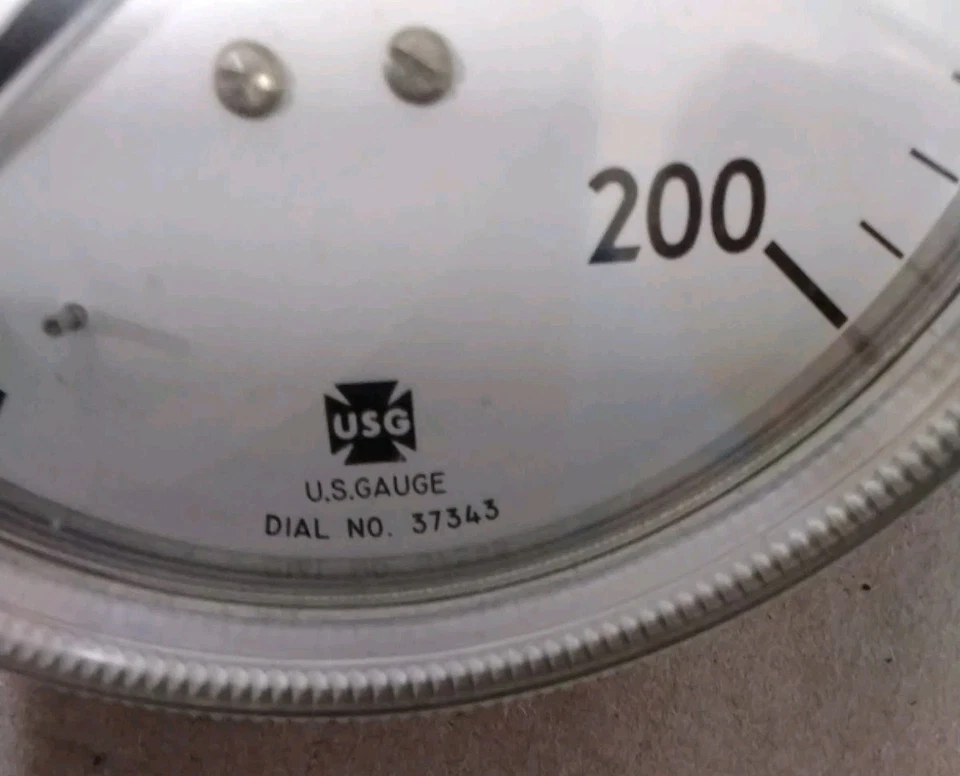 200
USG
U.S.GAUGE
DIAL NO. 37343